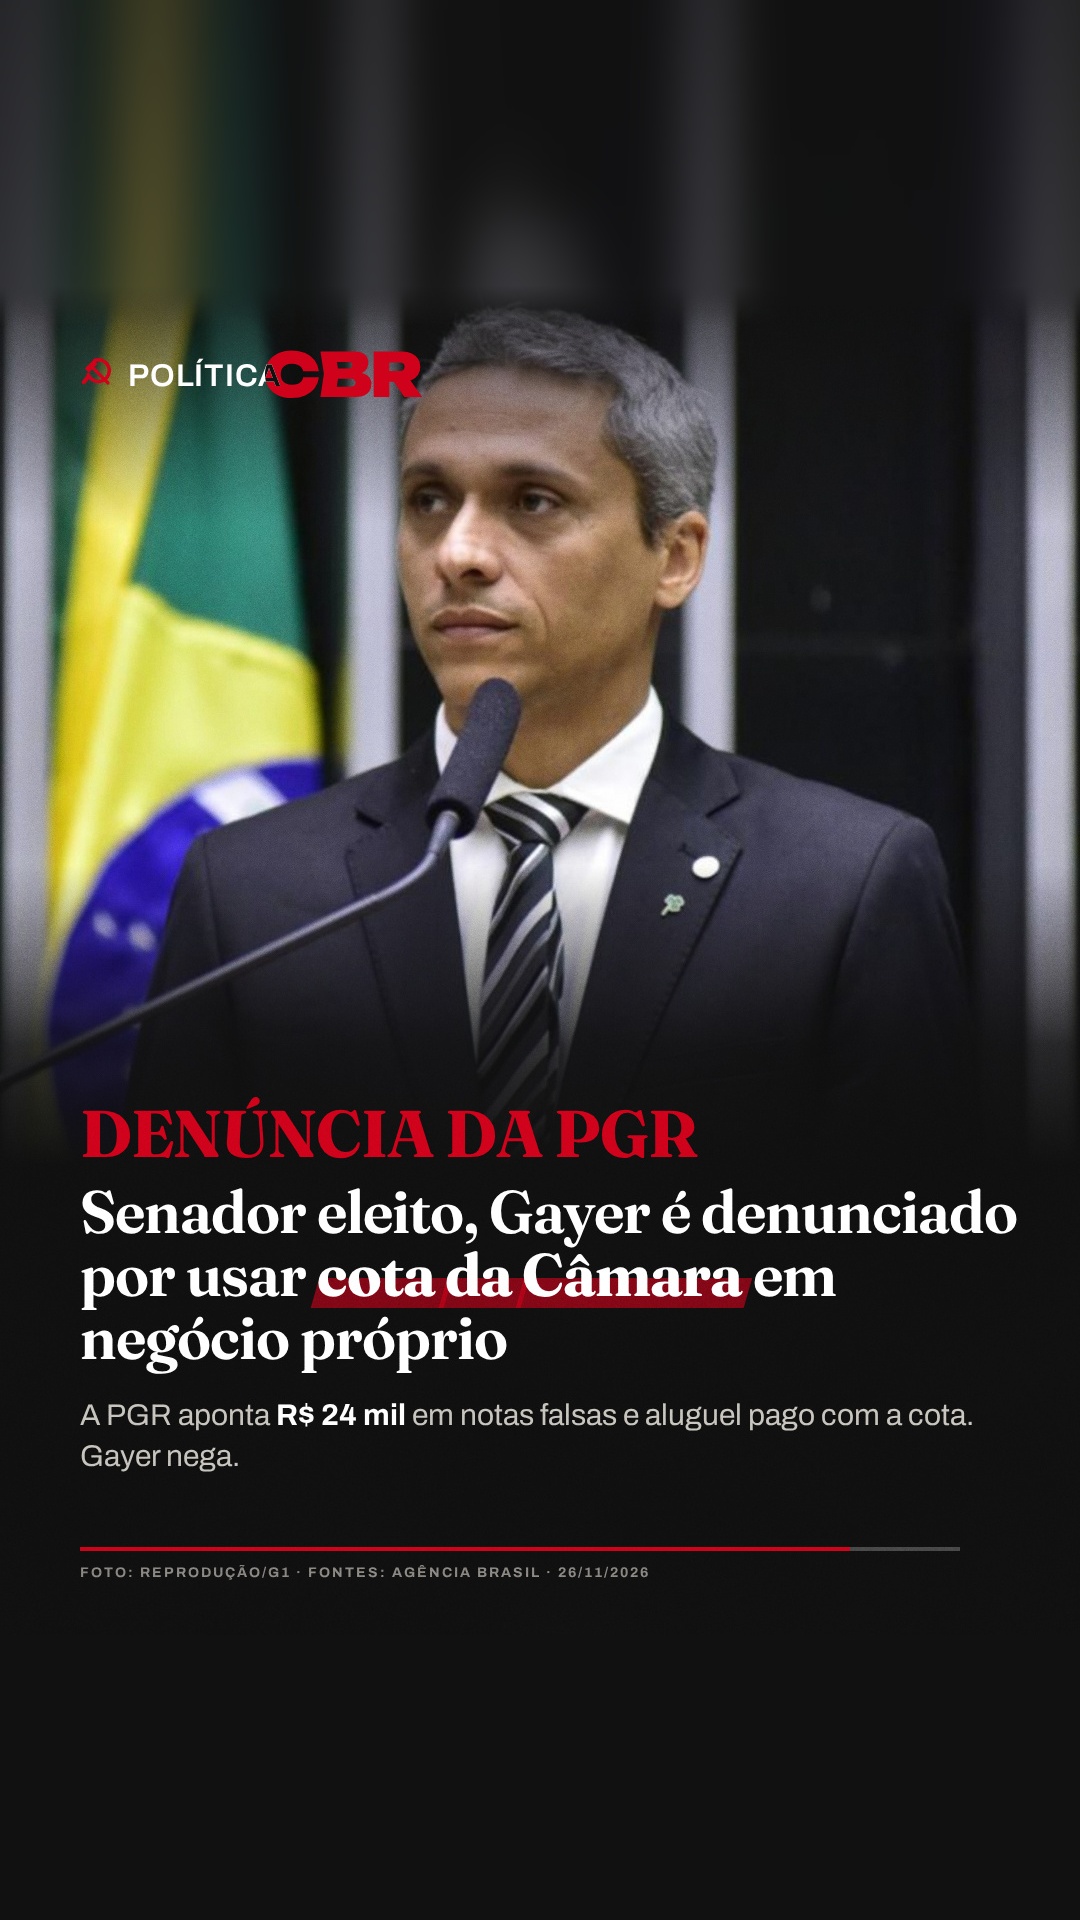 POLÍTICA CBR
DENÚNCIA DA PGR
Senador eleito, Gayer é denunciado
por usar cota da Câmara em
negócio próprio
A PGR aponta R$ 24 mil em notas falsas e aluguel pago com a cota.
Gayer nega.
FOTO: REPRODUÇÃO/G1 · FONTES: AGÊNCIA BRASIL · 26/11/2026